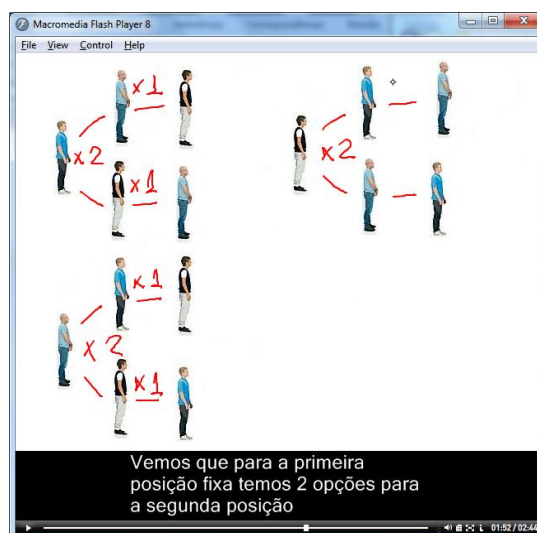 Macromedia Flash Player 8
File View Control Help
x1
x2
x1
x2
x1
x2
x1
Vemos que para a primeira
posição fixa temos 2 opções para
a segunda posição
01:52 / 02:44